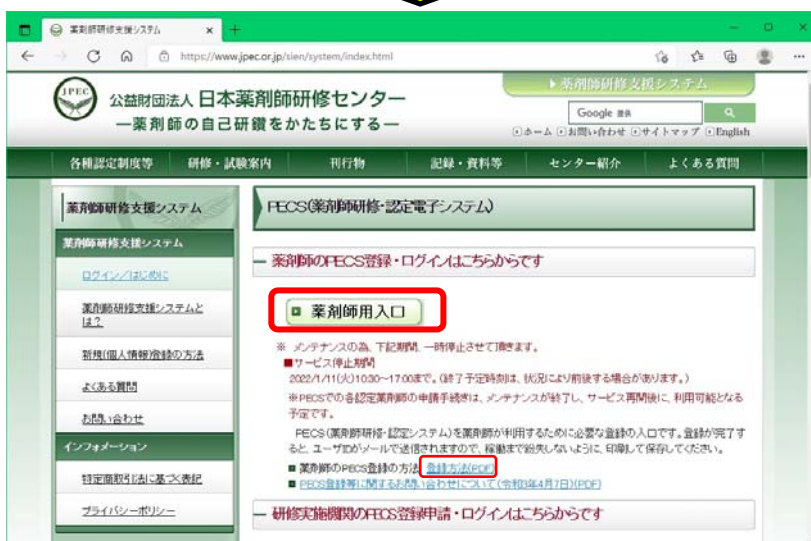 薬剤師研修支援システム
https://www.jpec.or.jp/sien/system/index.html
JPEC
公益財団法人 日本薬剤師研修センター
―薬剤師の自己研鑽をかたちにする―
薬剤師研修支援システム
Google 提供
ホーム お問い合わせ サイトマップ English
各種認定制度等 研修・試験案内 刊行物 記録・資料等 センター紹介 よくある質問
薬剤師研修支援システム
薬剤師研修支援システム
ログイン/はじめに
薬剤師研修支援システムと
は?
新規(個人情報)登録の方法
よくある質問
お問い合わせ
インフォメーション
特定商取引法に基づく表記
プライバシーポリシー
PECS(薬剤師研修・認定電子システム)
薬剤師のPECS登録・ログインはこちらからです
薬剤師用入口
※ メンテナンスの為、下記期間、一時停止させて頂きます。
■サービス停止期間
2022/1/11(火)10:30~17:00まで。(終了予定時刻は、状況により前後する場合があります。)
※PECSでの各認定薬剤師の申請手続きは、メンテナンスが終了し、サービス再開後に、利用可能となる
予定です。
PECS(薬剤師研修・認定システム)を薬剤師が利用するために必要な登録の入口です。登録が完了す
ると、ユーザIDがメールで送信されますので、稼働まで紛失しないように、印刷して保存してください。
■ 薬剤師のPECS登録の方法 登録方法(PDF)
■ PECS登録等に関するお問い合わせについて(令和3年4月7日)(PDF)
研修実施機関のPECS登録申請・ログインはこちらからです